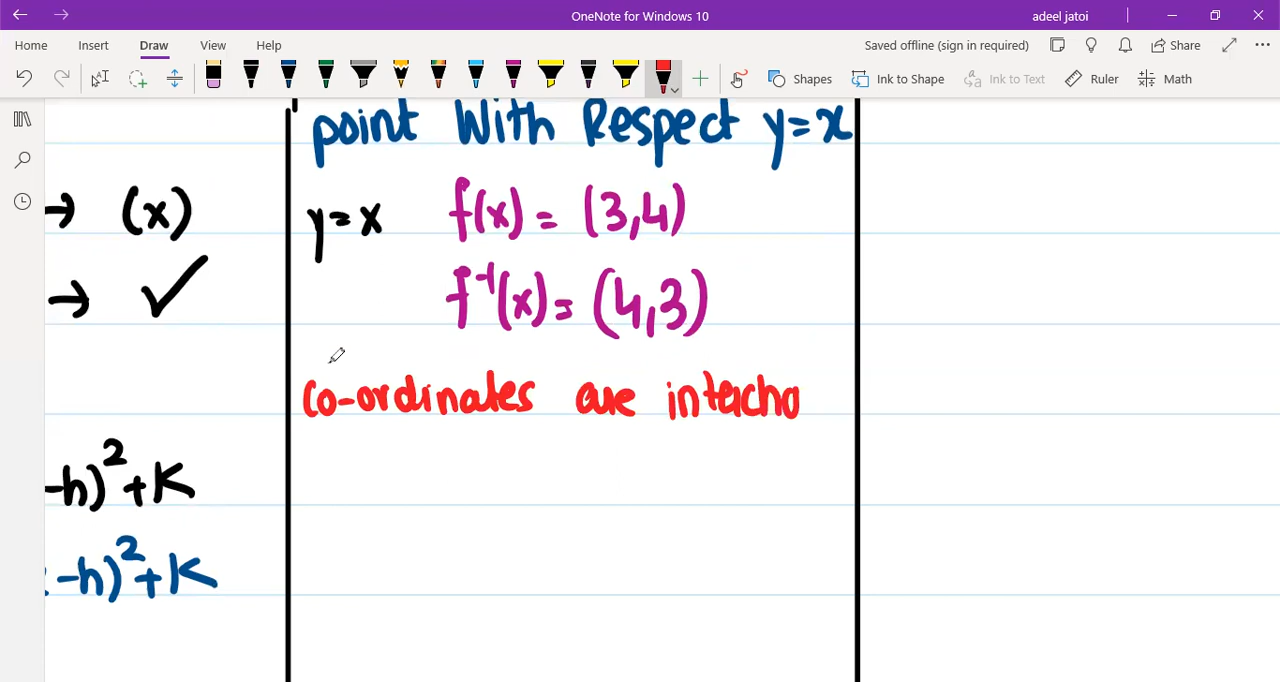 OneNote for Windows 10
adeel jatoi
Home Insert Draw View Help
Saved offline (sign in required) Share
Shapes Ink to Shape Ink to Text Ruler Math
point With Respect y=x
→ (x)
y=x f(x) = (3,4)
→ ✓
f⁻¹(x) = (4,3)
Co-ordinates are intercha
-h)²+K
-h)²+K